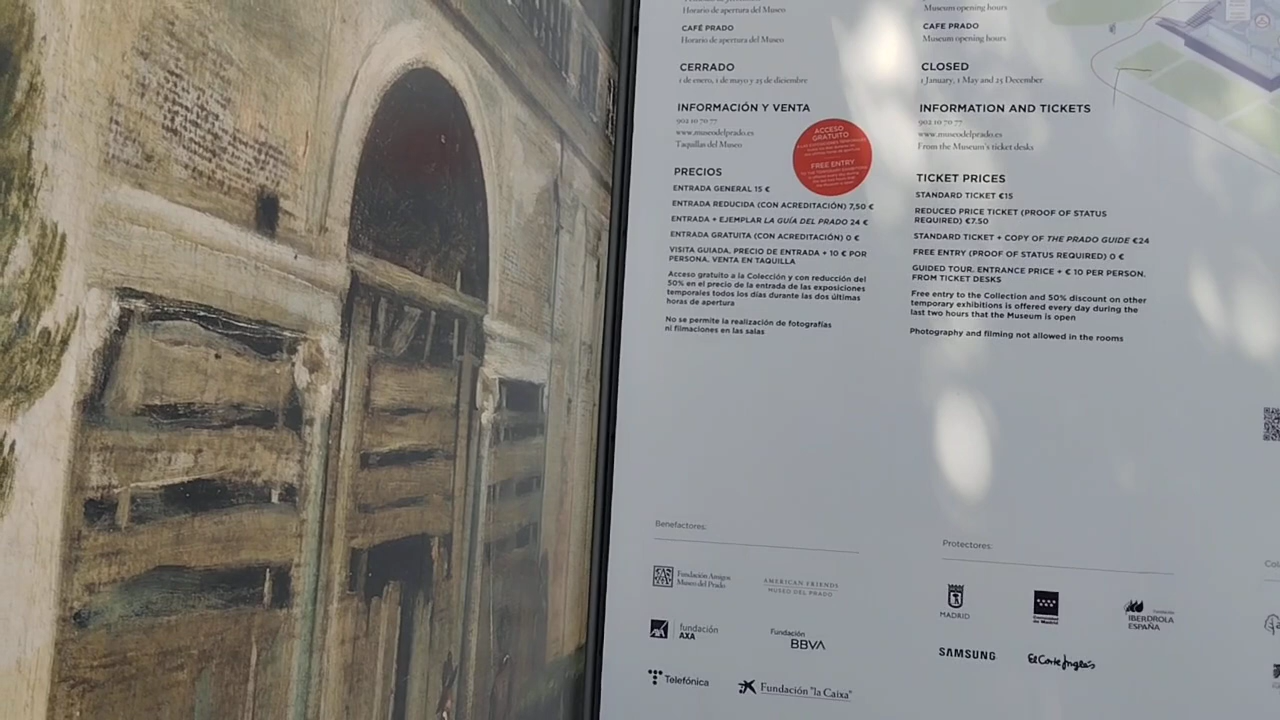 Horario de apertura del Museo
CAFÉ PRADO
Horario de apertura del Museo
CERRADO
1 de enero, 1 de mayo y 25 de diciembre
INFORMACIÓN Y VENTA
902 10 70 77
www.museodelprado.es
Taquillas del Museo
ACCESO
GRATUITO
FREE ENTRY
PRECIOS
ENTRADA GENERAL 15 €
ENTRADA REDUCIDA (CON ACREDITACIÓN) 7,50 €
ENTRADA + EJEMPLAR LA GUÍA DEL PRADO 24 €
ENTRADA GRATUITA (CON ACREDITACIÓN) 0 €
VISITA GUIADA. PRECIO DE ENTRADA + 10 € POR
PERSONA. VENTA EN TAQUILLA
Acceso gratuito a la Colección y con reducción del
50% en el precio de la entrada de las exposiciones
temporales todos los días durante las dos últimas
horas de apertura
No se permite la realización de fotografías
ni filmaciones en las salas
Museum opening hours
CAFE PRADO
Museum opening hours
CLOSED
1 January, 1 May and 25 December
INFORMATION AND TICKETS
902 10 70 77
www.museodelprado.es
From the Museum's ticket desks
TICKET PRICES
STANDARD TICKET €15
REDUCED PRICE TICKET (PROOF OF STATUS
REQUIRED) €7.50
STANDARD TICKET + COPY OF THE PRADO GUIDE €24
FREE ENTRY (PROOF OF STATUS REQUIRED) 0 €
GUIDED TOUR. ENTRANCE PRICE + € 10 PER PERSON.
FROM TICKET DESKS
Free entry to the Collection and 50% discount on other
temporary exhibitions is offered every day during the
last two hours that the Museum is open
Photography and filming not allowed in the rooms
Benefactores:
Fundación Amigos
Museo del Prado
AMERICAN FRIENDS
MUSEO DEL PRADO
fundación
AXA
Fundación
BBVA
Telefónica
Fundación "la Caixa"
Protectores:
MADRID
Comunidad
de Madrid
Fundación
IBERDROLA
ESPAÑA
SAMSUNG
El Corte Inglés